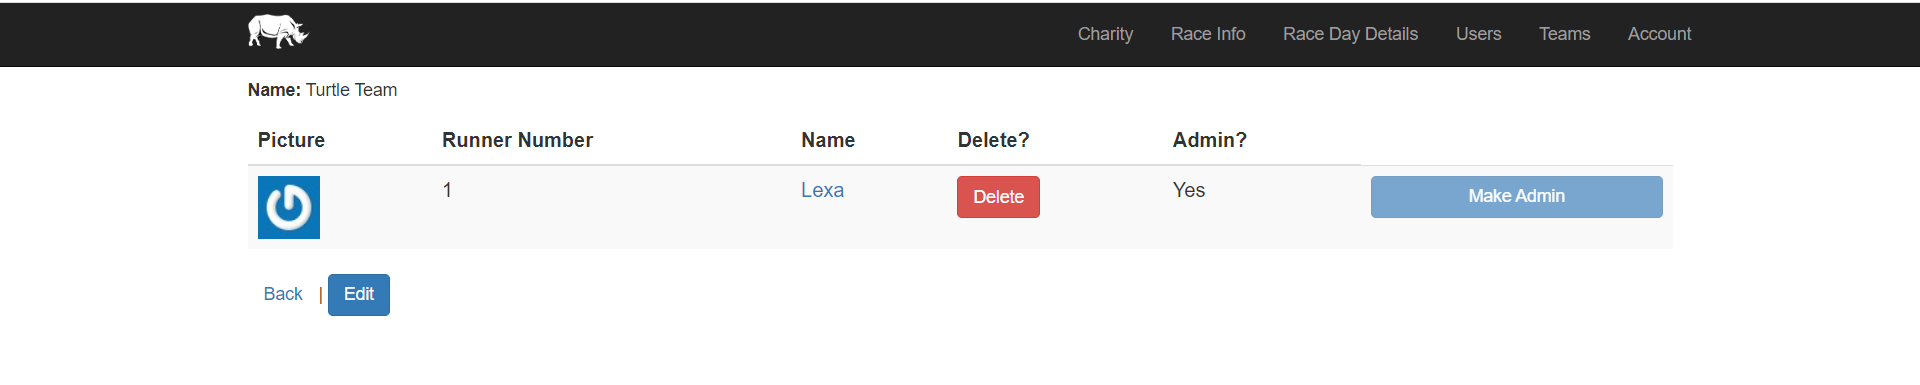 Charity Race Info Race Day Details Users Teams Account
Name: Turtle Team
Picture Runner Number Name Delete? Admin?
1 Lexa Delete Yes Make Admin
Back | Edit